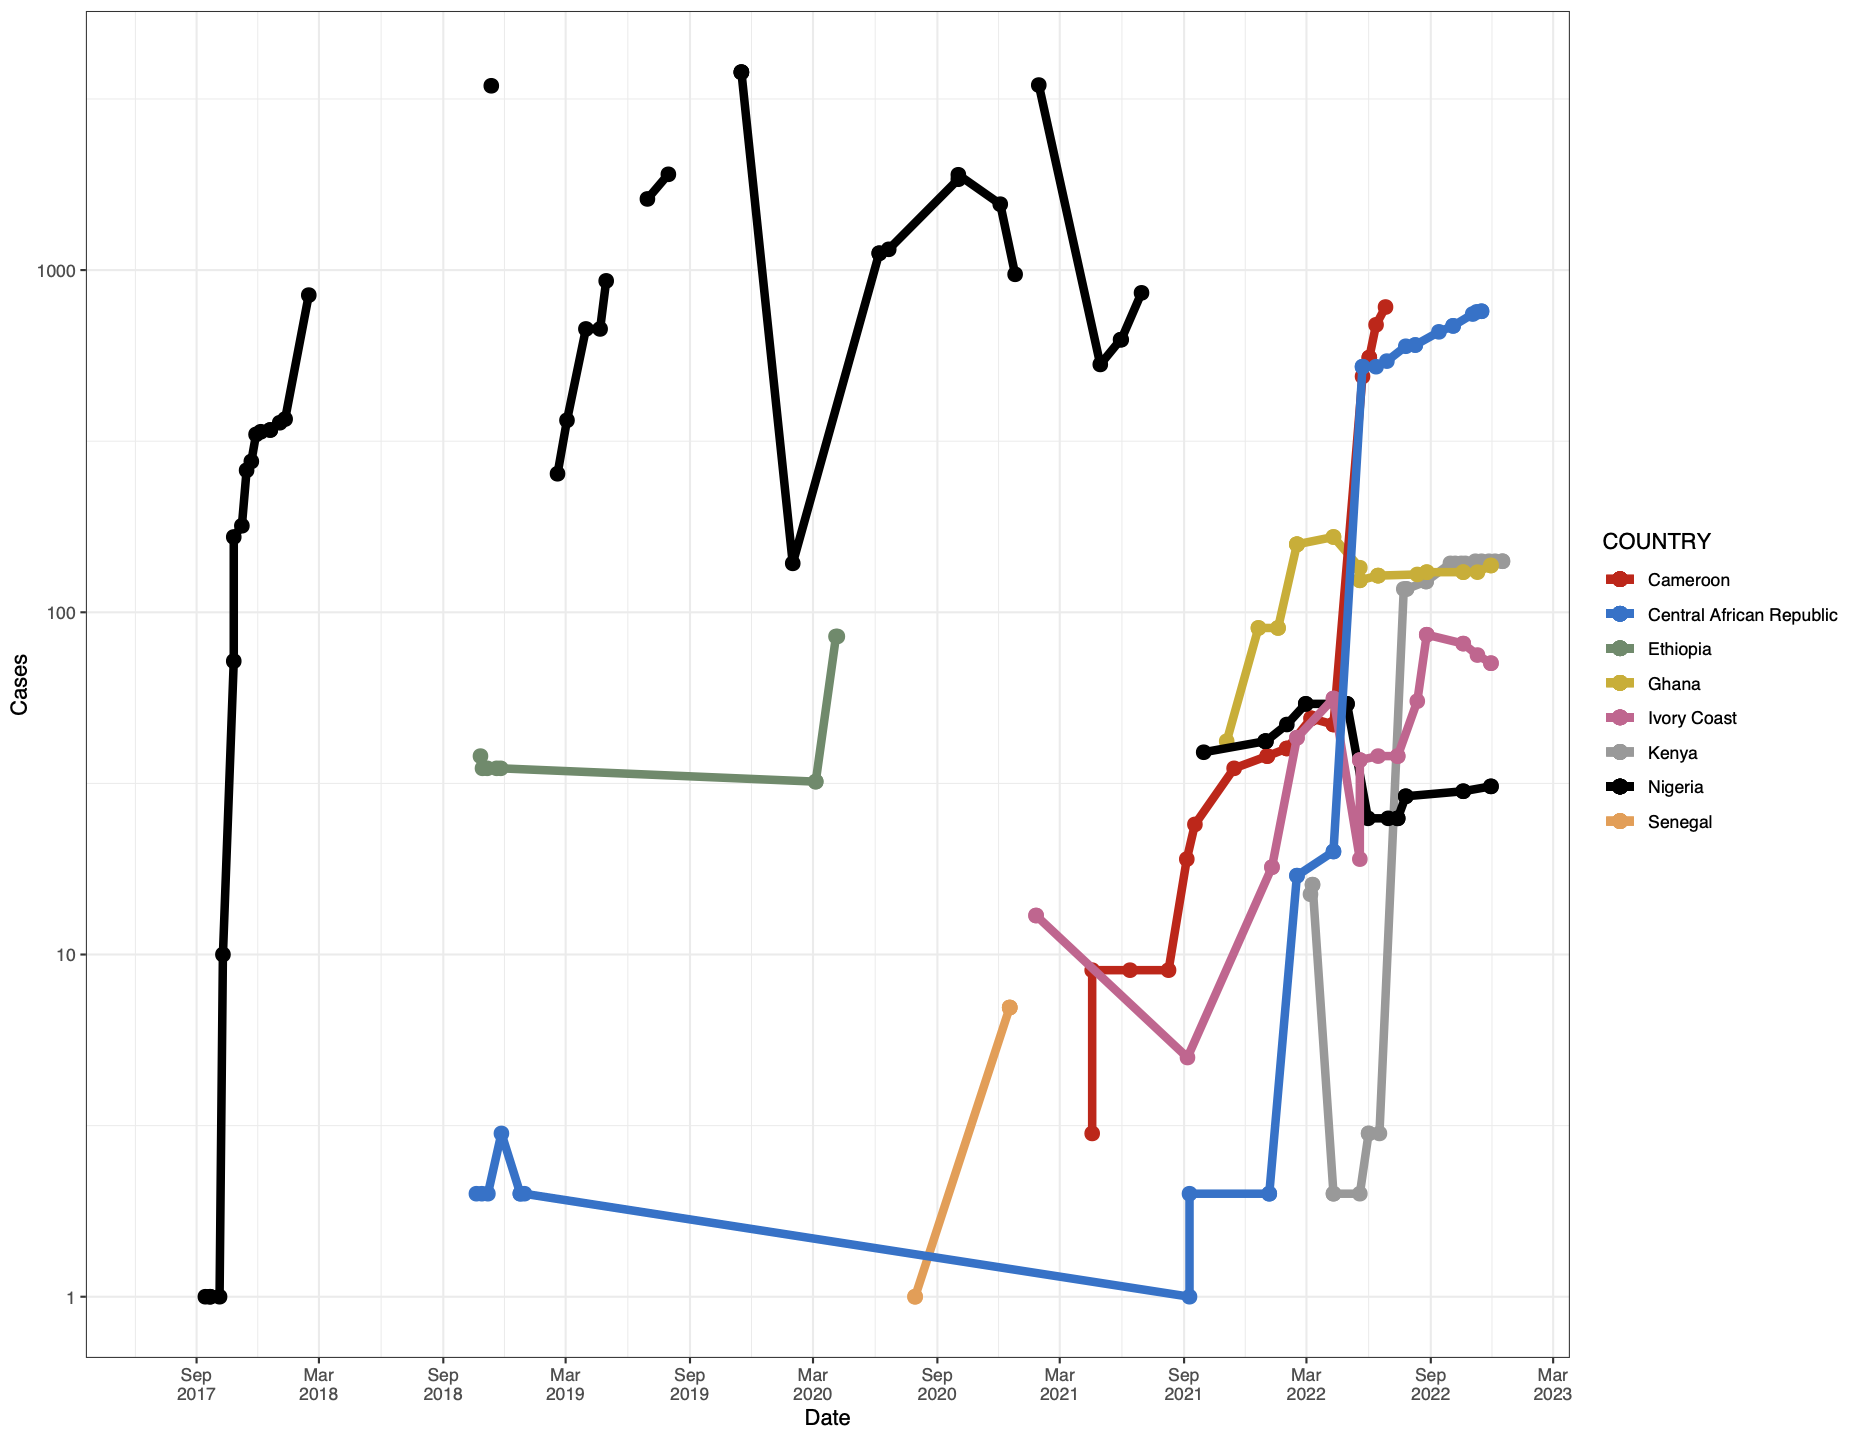 1000
100
10
1
Cases
Sep Mar Sep Mar Sep Mar Sep Mar Sep Mar Sep Mar
2017 2018 2018 2019 2019 2020 2020 2021 2021 2022 2022 2023
Date
COUNTRY
Cameroon
Central African Republic
Ethiopia
Ghana
Ivory Coast
Kenya
Nigeria
Senegal